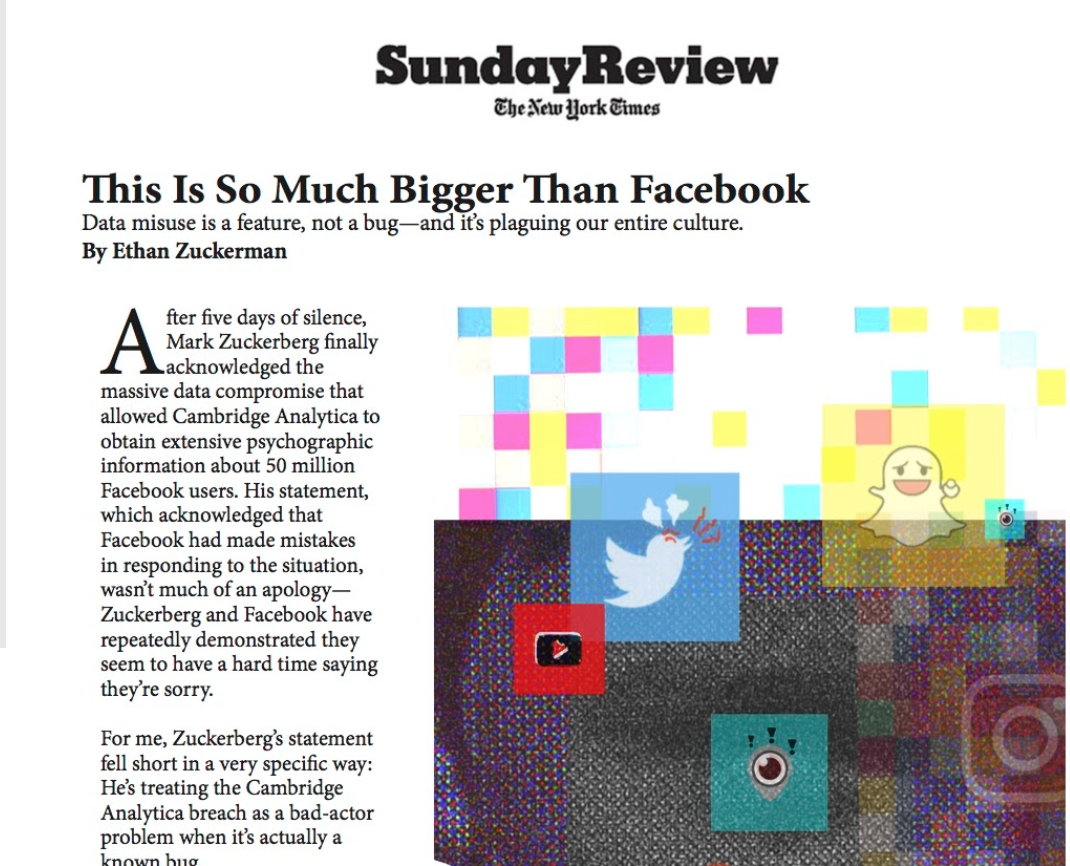 SundayReview
The New York Times
This Is So Much Bigger Than Facebook
Data misuse is a feature, not a bug—and it’s plaguing our entire culture.
By Ethan Zuckerman
After five days of silence,
Mark Zuckerberg finally
acknowledged the
massive data compromise that
allowed Cambridge Analytica to
obtain extensive psychographic
information about 50 million
Facebook users. His statement,
which acknowledged that
Facebook had made mistakes
in responding to the situation,
wasn’t much of an apology—
Zuckerberg and Facebook have
repeatedly demonstrated they
seem to have a hard time saying
they’re sorry.
For me, Zuckerberg’s statement
fell short in a very specific way:
He’s treating the Cambridge
Analytica breach as a bad-actor
problem when it’s actually a
known bug.